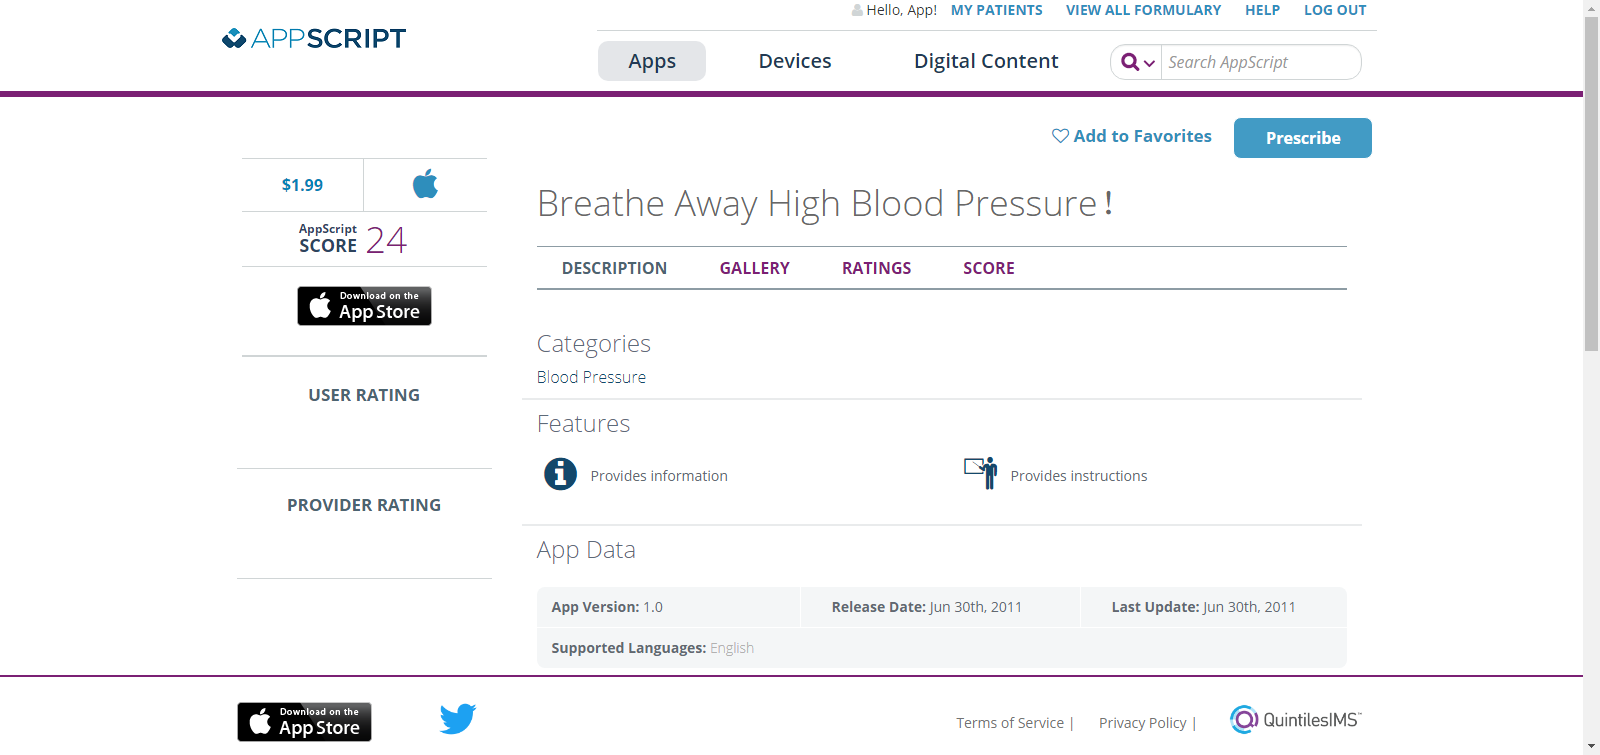 Hello, App! MY PATIENTS VIEW ALL FORMULARY HELP LOG OUT
APPSCRIPT
Apps Devices Digital Content Search AppScript
Add to Favorites Prescribe
$1.99
AppScript
SCORE 24
Download on the
App Store
USER RATING
PROVIDER RATING
Breathe Away High Blood Pressure!
DESCRIPTION GALLERY RATINGS SCORE
Categories
Blood Pressure
Features
Provides information Provides instructions
App Data
App Version: 1.0 Release Date: Jun 30th, 2011 Last Update: Jun 30th, 2011
Supported Languages: English
Download on the
App Store
Terms of Service | Privacy Policy | QuintilesIMS™